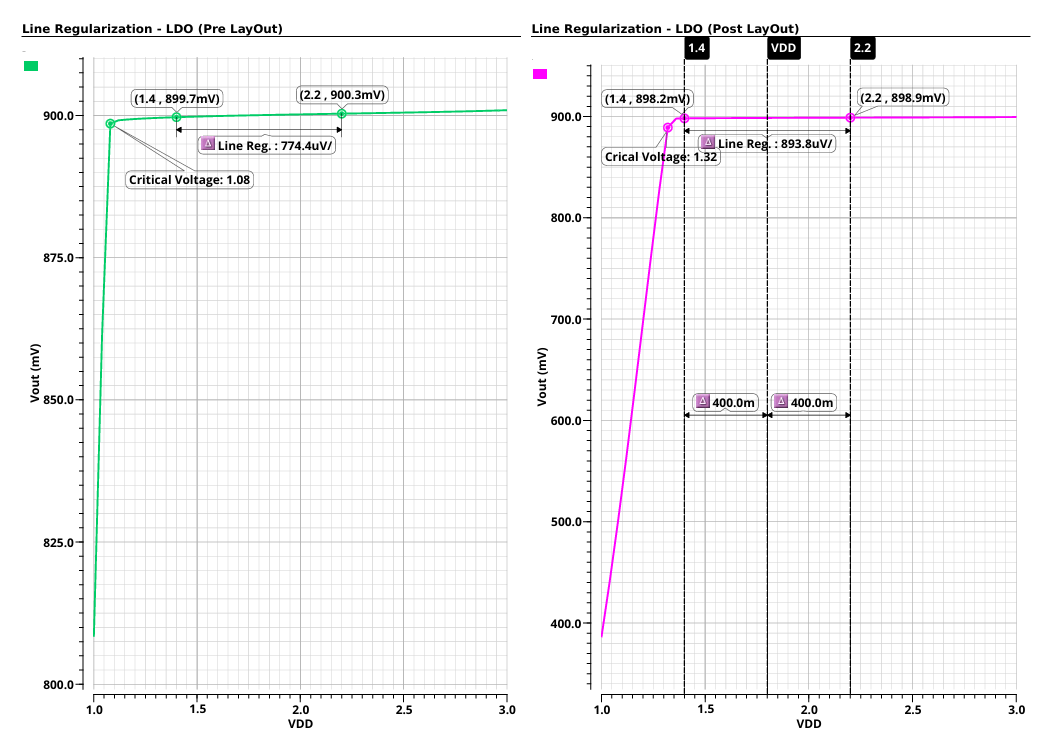 Line Regularization - LDO (Pre LayOut)
(1.4 , 899.7mV)
(2.2 , 900.3mV)
Δ Line Reg. : 774.4uV/
Critical Voltage: 1.08
900.0
875.0
850.0
825.0
800.0
Vout (mV)
1.0 1.5 2.0 2.5 3.0
VDD
Line Regularization - LDO (Post LayOut)
1.4 VDD 2.2
(1.4 , 898.2mV)
(2.2 , 898.9mV)
Δ Line Reg. : 893.8uV/
Crical Voltage: 1.32
Δ 400.0m Δ 400.0m
900.0
800.0
700.0
600.0
500.0
400.0
Vout (mV)
1.0 1.5 2.0 2.5 3.0
VDD